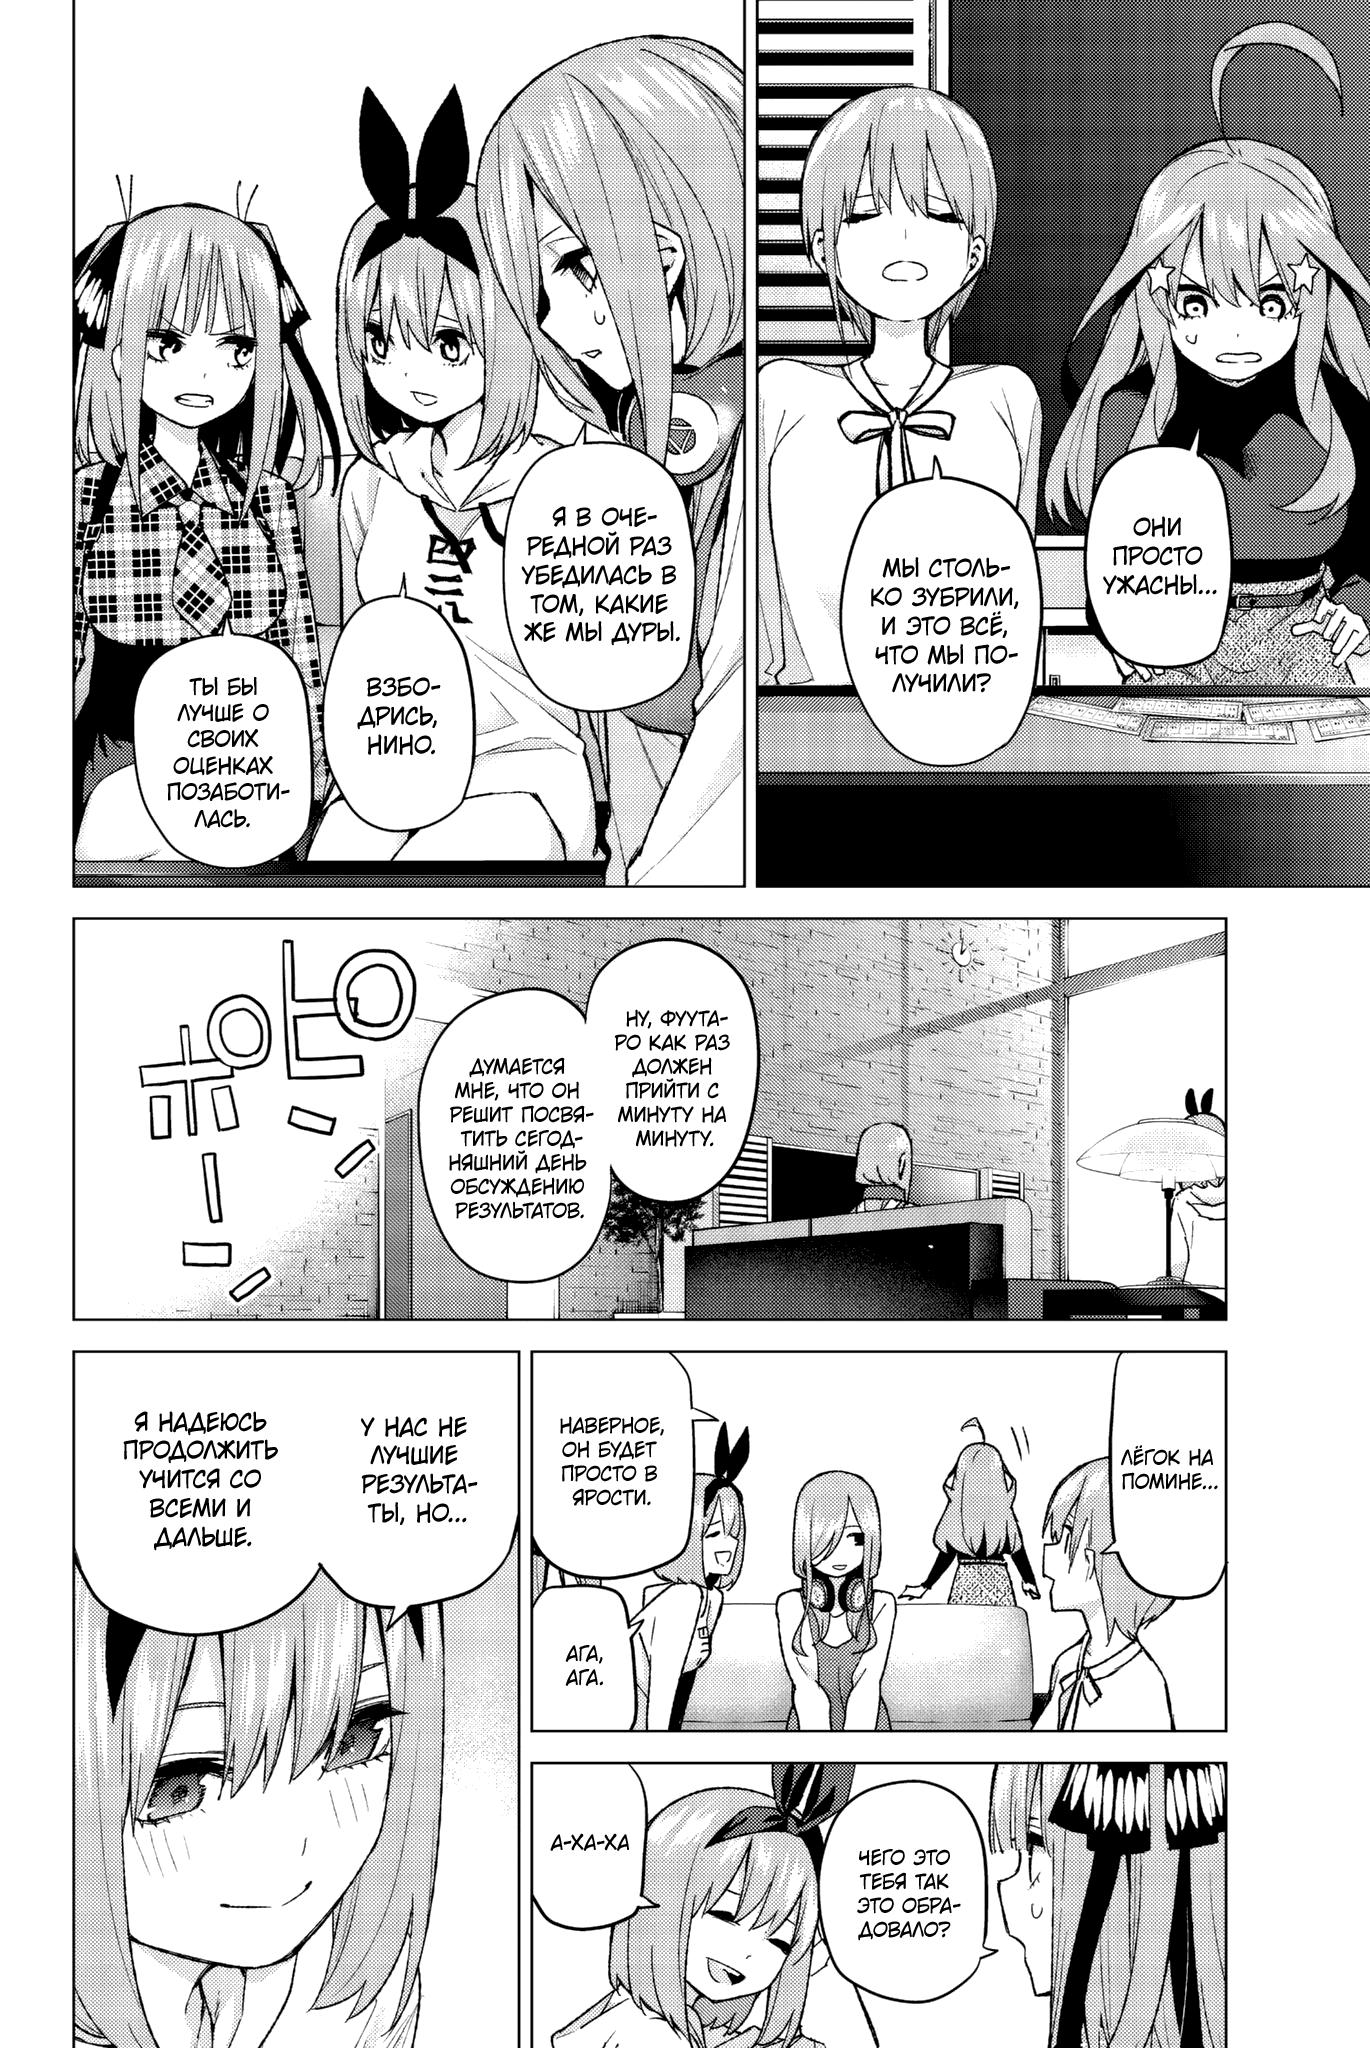 ОНИ
ПРОСТО
УЖАСНЫ...
МЫ СТОЛЬ-
КО ЗУБРИЛИ,
И ЭТО ВСЁ,
ЧТО МЫ ПО-
ЛУЧИЛИ?
Я В ОЧЕ-
РЕДНОЙ РАЗ
УБЕДИЛАСЬ В
ТОМ, КАКИЕ
ЖЕ МЫ ДУРЫ.
ВЗБО-
ДРИСЬ,
НИНО.
ТЫ БЫ
ЛУЧШЕ О
СВОИХ
ОЦЕНКАХ
ПОЗАБОТИ-
ЛАСЬ.
НУ, ФУУТА-
РО КАК РАЗ
ДОЛЖЕН
ПРИЙТИ С
МИНУТУ НА
МИНУТУ.
ДУМАЕТСЯ
МНЕ, ЧТО ОН
РЕШИТ ПОСВЯ-
ТИТЬ СЕГОД-
НЯШНИЙ ДЕНЬ
ОБСУЖДЕНИЮ
РЕЗУЛЬТАТОВ.
ピンポーン
ЛЁГОК НА
ПОМИНЕ...
НАВЕРНОЕ,
ОН БУДЕТ
ПРОСТО В
ЯРОСТИ.
АГА,
АГА.
ЧЕГО ЭТО
ТЕБЯ ТАК
ЭТО ОБРА-
ДОВАЛО?
А-ХА-ХА
У НАС НЕ
ЛУЧШИЕ
РЕЗУЛЬТА-
ТЫ, НО...
Я НАДЕЮСЬ
ПРОДОЛЖИТЬ
УЧИТСЯ СО
ВСЕМИ И
ДАЛЬШЕ.